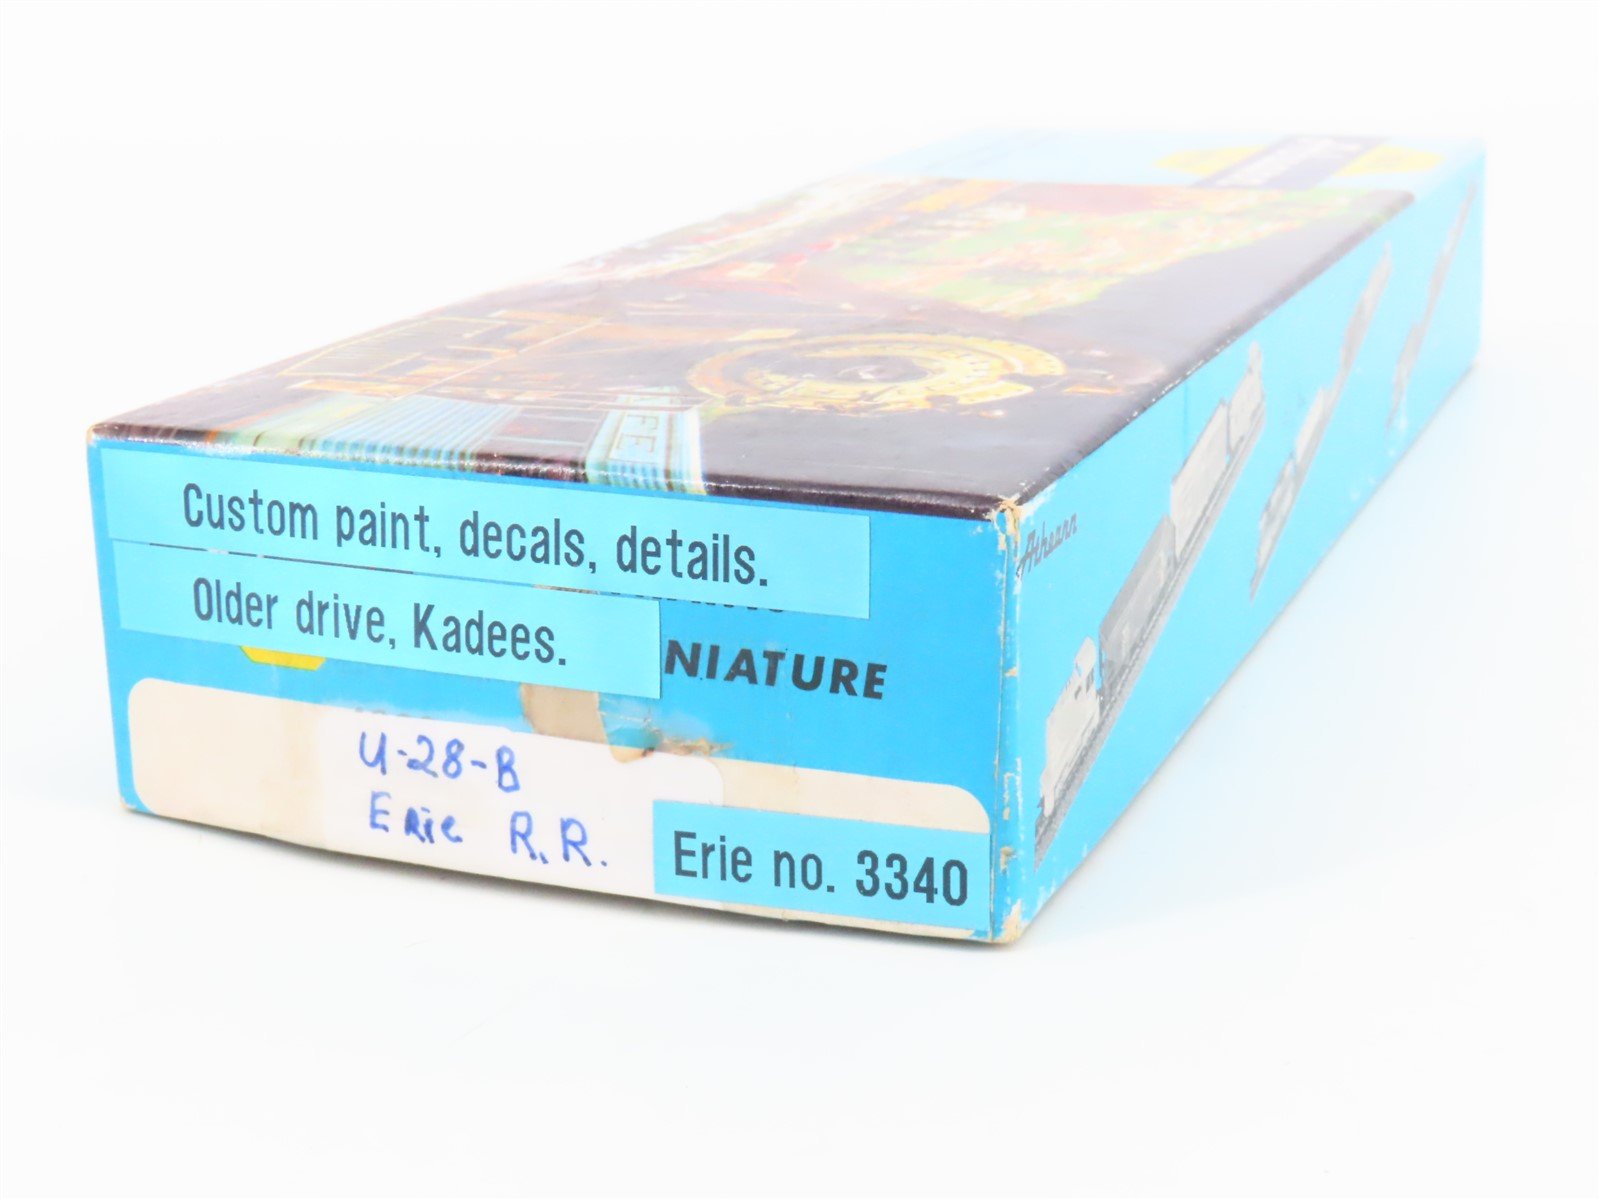 Custom paint, decals, details.
Older drive, Kadees.
NIATURE
U-28-B
Erie R.R.
Erie no. 3340
Athearn